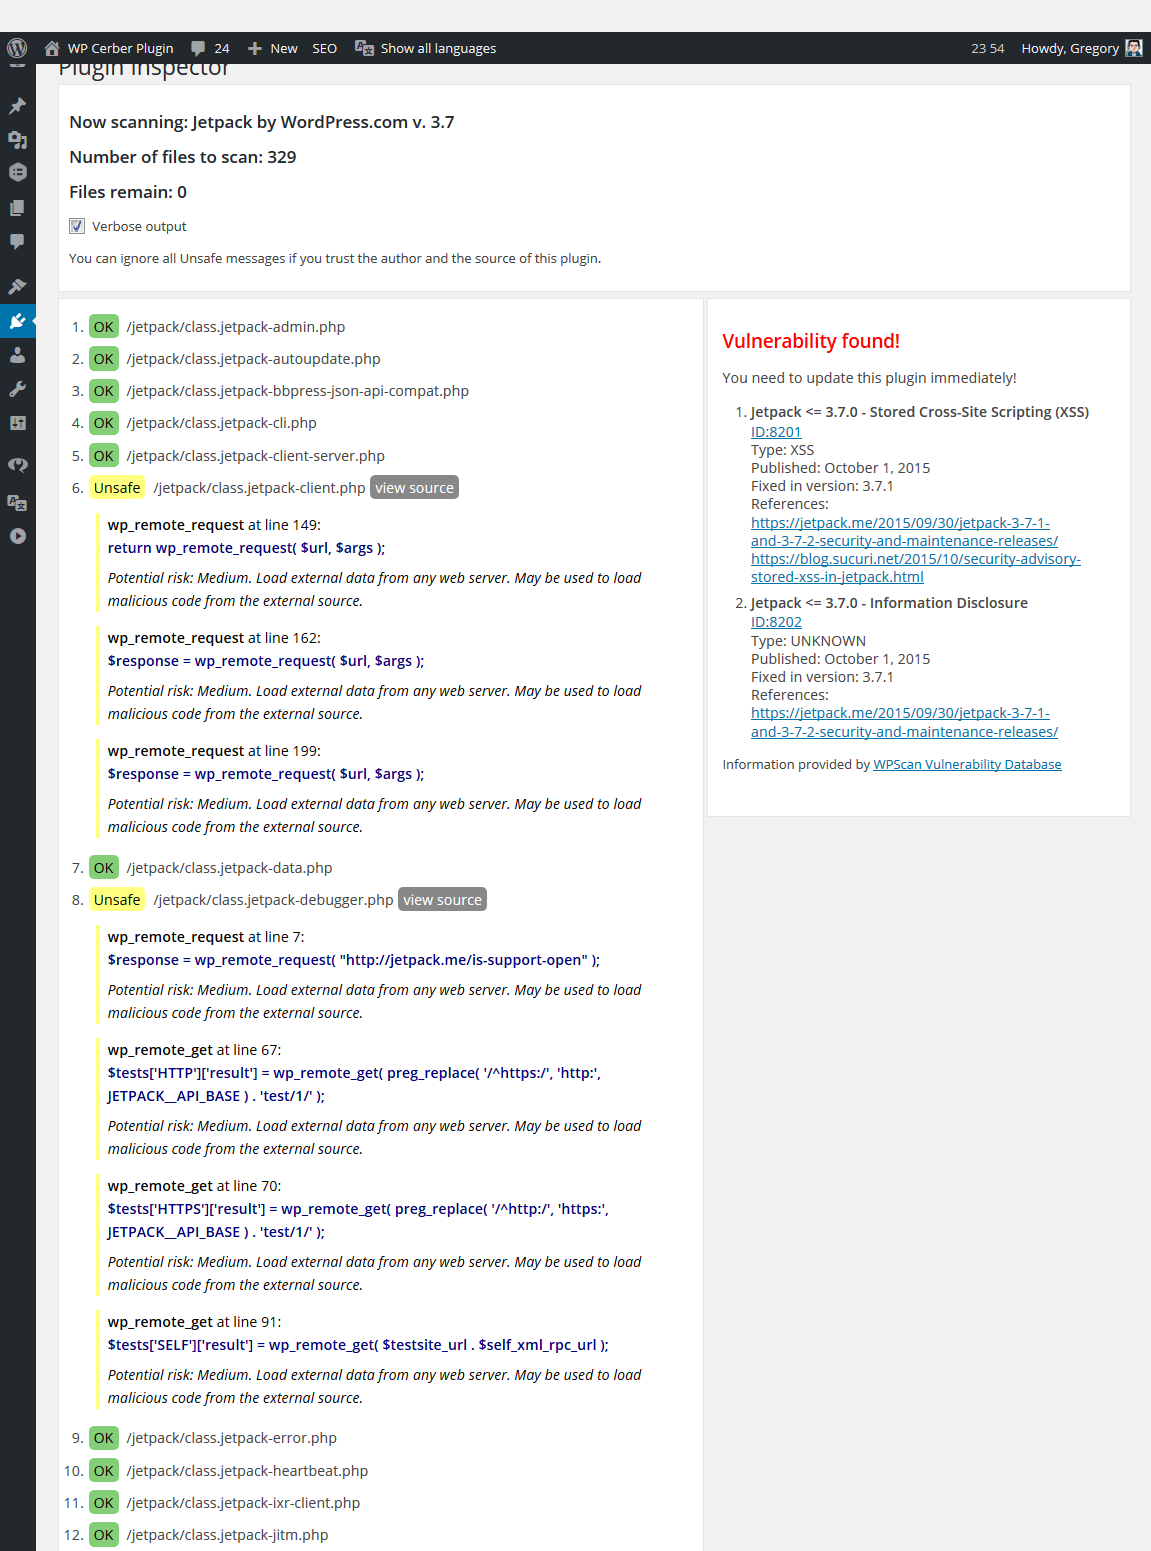 WP Cerber Plugin 24 New SEO Show all languages 23 54 Howdy, Gregory
Plugin Inspector
Now scanning: Jetpack by WordPress.com v. 3.7
Number of files to scan: 329
Files remain: 0
Verbose output
You can ignore all Unsafe messages if you trust the author and the source of this plugin.
1. OK /jetpack/class.jetpack-admin.php
2. OK /jetpack/class.jetpack-autoupdate.php
3. OK /jetpack/class.jetpack-bbpress-json-api-compat.php
4. OK /jetpack/class.jetpack-cli.php
5. OK /jetpack/class.jetpack-client-server.php
6. Unsafe /jetpack/class.jetpack-client.php view source
wp_remote_request at line 149:
return wp_remote_request( $url, $args );
Potential risk: Medium. Load external data from any web server. May be used to load
malicious code from the external source.
wp_remote_request at line 162:
$response = wp_remote_request( $url, $args );
Potential risk: Medium. Load external data from any web server. May be used to load
malicious code from the external source.
wp_remote_request at line 199:
$response = wp_remote_request( $url, $args );
Potential risk: Medium. Load external data from any web server. May be used to load
malicious code from the external source.
7. OK /jetpack/class.jetpack-data.php
8. Unsafe /jetpack/class.jetpack-debugger.php view source
wp_remote_request at line 7:
$response = wp_remote_request( "http://jetpack.me/is-support-open" );
Potential risk: Medium. Load external data from any web server. May be used to load
malicious code from the external source.
wp_remote_get at line 67:
$tests['HTTP']['result'] = wp_remote_get( preg_replace( '/^https:/', 'http:',
JETPACK__API_BASE ) . 'test/1/' );
Potential risk: Medium. Load external data from any web server. May be used to load
malicious code from the external source.
wp_remote_get at line 70:
$tests['HTTPS']['result'] = wp_remote_get( preg_replace( '/^http:/', 'https:',
JETPACK__API_BASE ) . 'test/1/' );
Potential risk: Medium. Load external data from any web server. May be used to load
malicious code from the external source.
wp_remote_get at line 91:
$tests['SELF']['result'] = wp_remote_get( $testsite_url . $self_xml_rpc_url );
Potential risk: Medium. Load external data from any web server. May be used to load
malicious code from the external source.
9. OK /jetpack/class.jetpack-error.php
10. OK /jetpack/class.jetpack-heartbeat.php
11. OK /jetpack/class.jetpack-ixr-client.php
12. OK /jetpack/class.jetpack-jitm.php
Vulnerability found!
You need to update this plugin immediately!
1. Jetpack <= 3.7.0 - Stored Cross-Site Scripting (XSS)
ID:8201
Type: XSS
Published: October 1, 2015
Fixed in version: 3.7.1
References:
https://jetpack.me/2015/09/30/jetpack-3-7-1-
and-3-7-2-security-and-maintenance-releases/
https://blog.sucuri.net/2015/10/security-advisory-
stored-xss-in-jetpack.html
2. Jetpack <= 3.7.0 - Information Disclosure
ID:8202
Type: UNKNOWN
Published: October 1, 2015
Fixed in version: 3.7.1
References:
https://jetpack.me/2015/09/30/jetpack-3-7-1-
and-3-7-2-security-and-maintenance-releases/
Information provided by WPScan Vulnerability Database